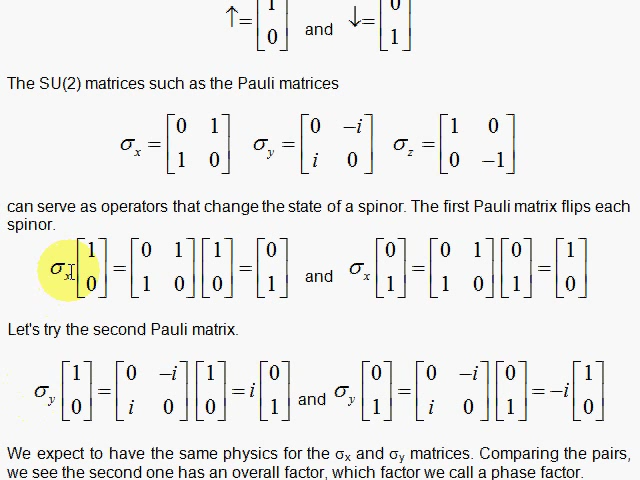 ↑= [1 0] and ↓= [0 1]
The SU(2) matrices such as the Pauli matrices
σx = [0 1; 1 0] σy = [0 −i; i 0] σz = [1 0; 0 −1]
can serve as operators that change the state of a spinor. The first Pauli matrix flips each
spinor.
σx [1; 0] = [0 1; 1 0] [1; 0] = [0; 1] and σx [0; 1] = [0 1; 1 0] [0; 1] = [1; 0]
Let's try the second Pauli matrix.
σy [1; 0] = [0 −i; i 0] [1; 0] = i [0; 1] and σy [0; 1] = [0 −i; i 0] [0; 1] = −i [1; 0]
We expect to have the same physics for the σx and σy matrices. Comparing the pairs,
we see the second one has an overall factor, which factor we call a phase factor.